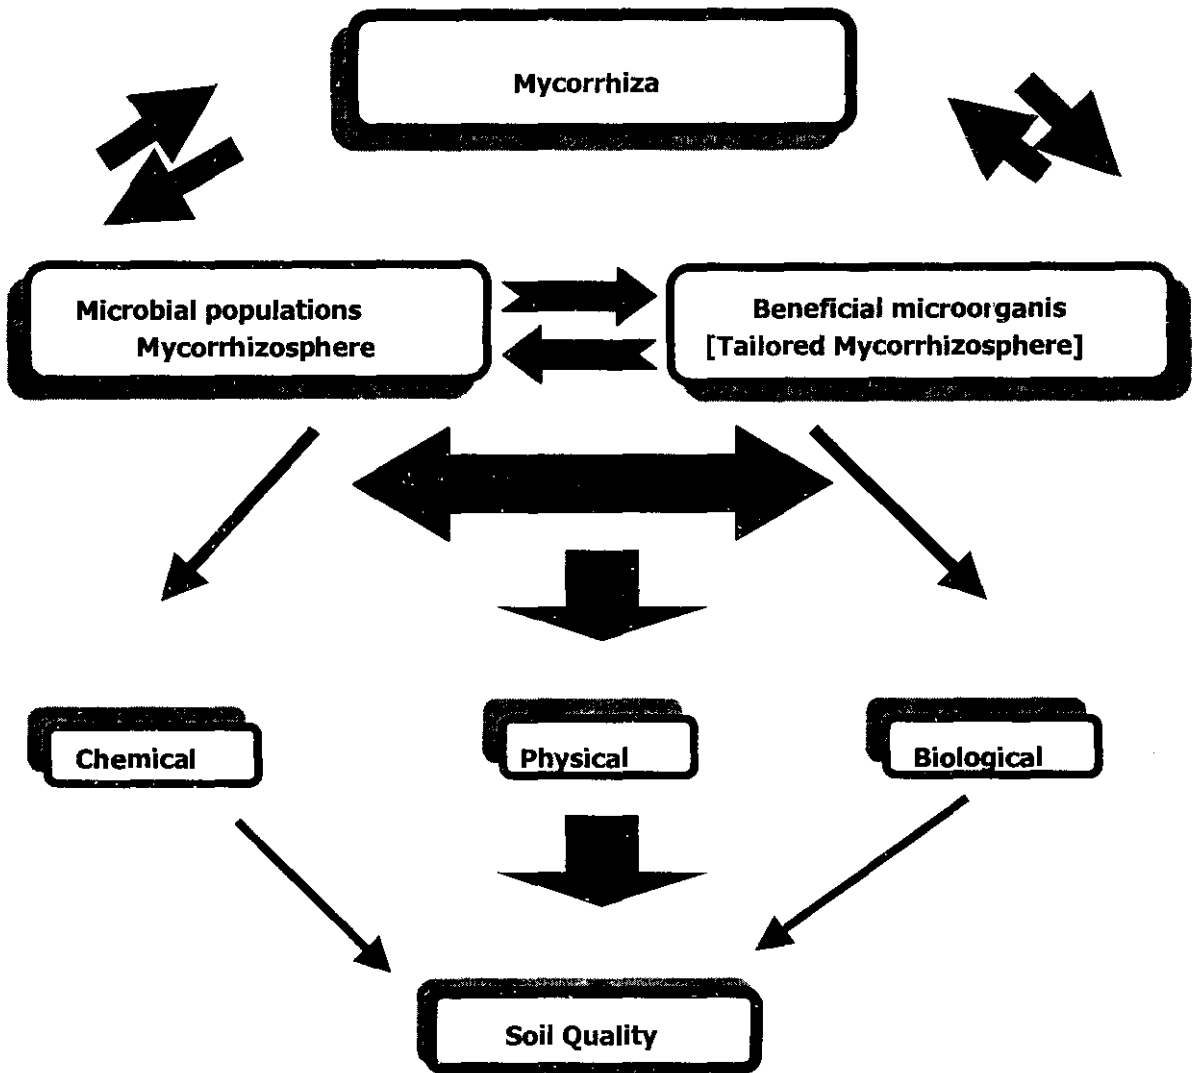 Mycorrhiza
Microbial populations
Mycorrhizosphere
Beneficial microorganis
[Tailored Mycorrhizosphere]
Chemical
Physical
Biological
Soil Quality